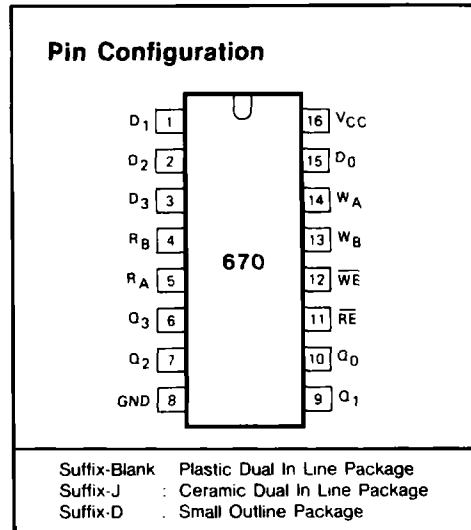 Pin Configuration
D1 1 16 VCC
D2 2 15 D0
D3 3 14 WA
RB 4 13 WB
670
RA 5 12 W̅E̅
Q3 6 11 R̅E̅
Q2 7 10 Q0
GND 8 9 Q1
Suffix-Blank Plastic Dual In Line Package
Suffix-J : Ceramic Dual In Line Package
Suffix-D . Small Outline Package